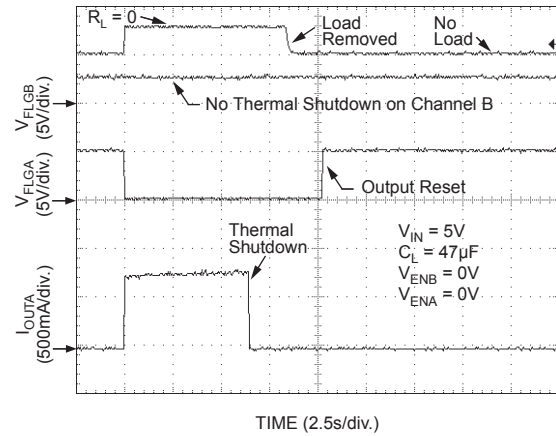 R_L = 0
Load
Removed
No
Load
V_FLGB
(5V/div.)
No Thermal Shutdown on Channel B
V_FLGA
(5V/div.)
Output Reset
Thermal
Shutdown
V_IN = 5V
C_L = 47µF
V_ENB = 0V
V_ENA = 0V
I_OUTA
(500mA/div.)
TIME (2.5s/div.)